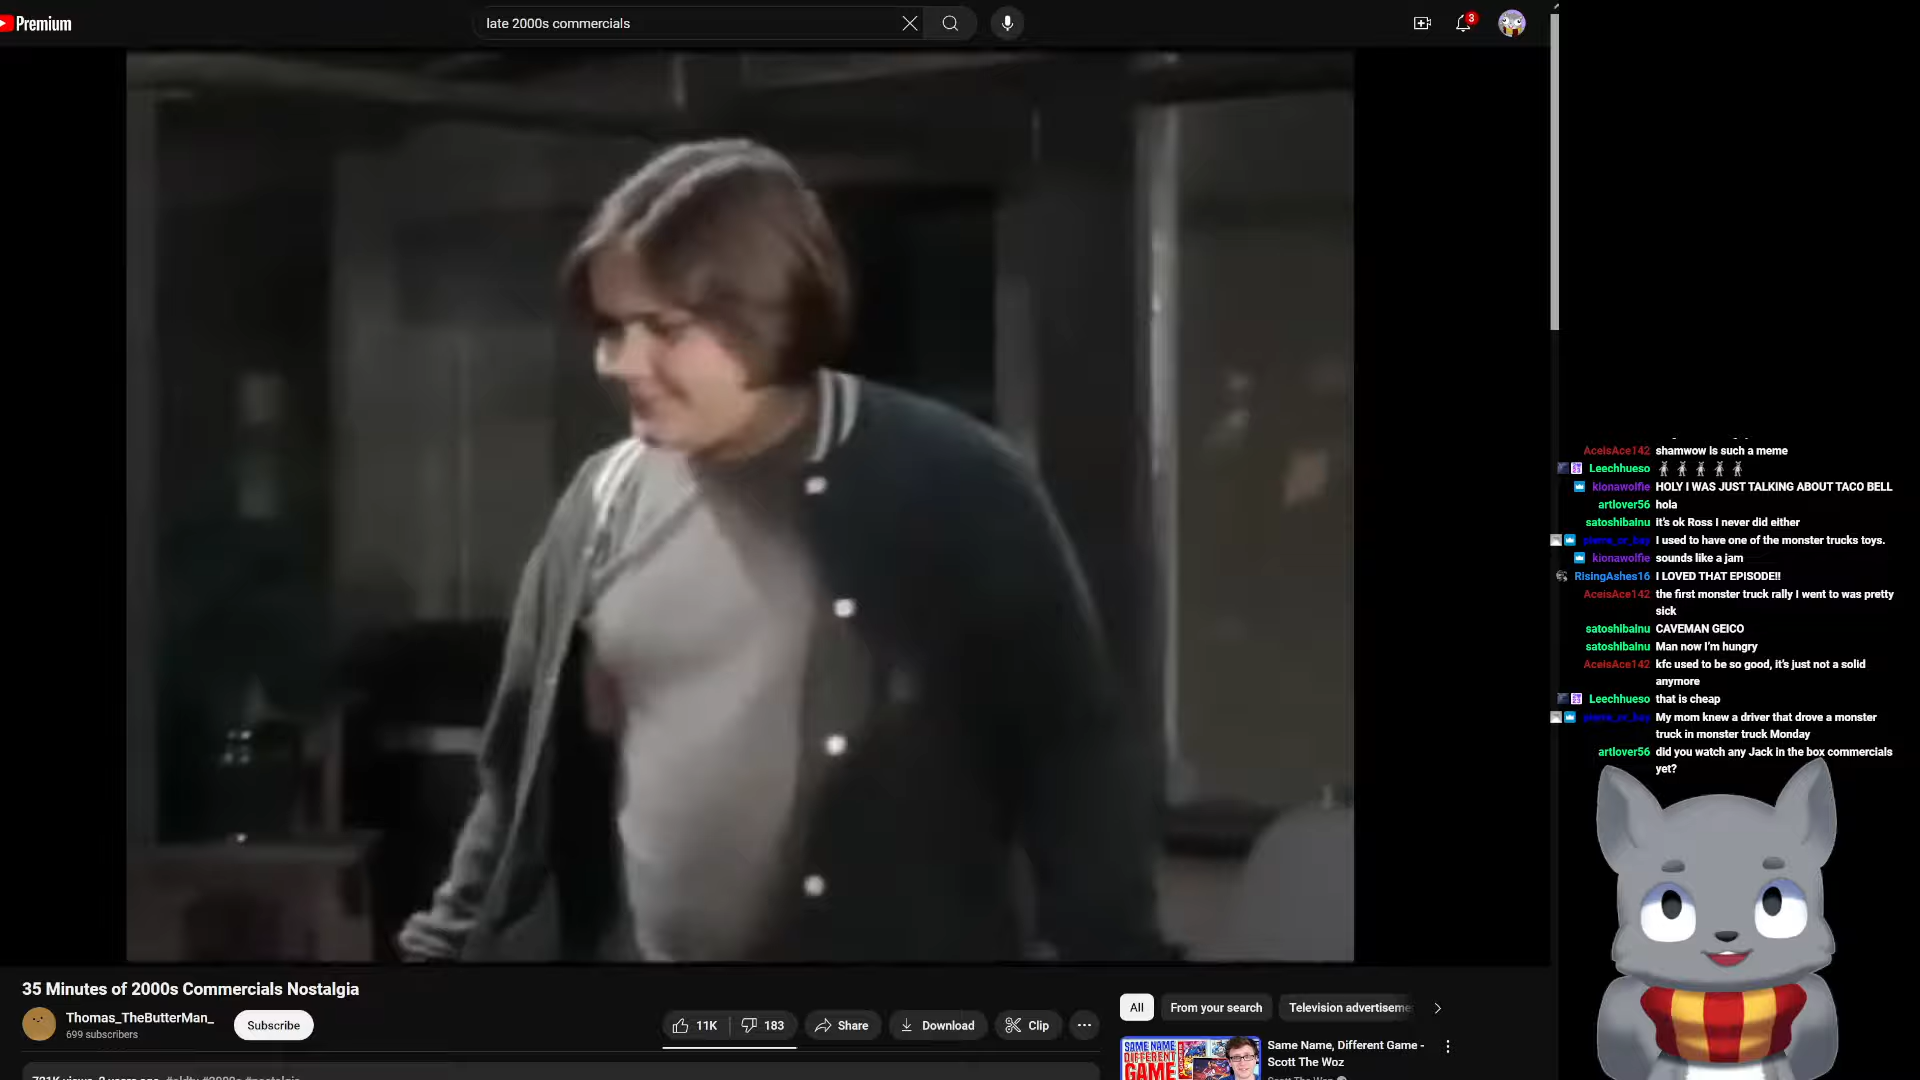 Premium
late 2000s commercials
3
AceisAce142 shamwow is such a meme
Leechhueso
kionawolfie HOLY I WAS JUST TALKING ABOUT TACO BELL
artlover56 hola
satoshibainu it's ok Ross I never did either
I used to have one of the monster trucks toys.
kionawolfie sounds like a jam
RisingAshes16 I LOVED THAT EPISODE!!
AceisAce142 the first monster truck rally I went to was pretty
sick
satoshibainu CAVEMAN GEICO
satoshibainu Man now I'm hungry
AceisAce142 kfc used to be so good, it's just not a solid
anymore
Leechhueso that is cheap
My mom knew a driver that drove a monster
truck in monster truck Monday
artlover56 did you watch any Jack in the box commercials
yet?
35 Minutes of 2000s Commercials Nostalgia
Thomas_TheButterMan_
699 subscribers
Subscribe
11K
183
Share
Download
Clip
All
From your search
Television advertiseme
SAME NAME
DIFFERENT
GAME
Same Name, Different Game -
Scott The Woz